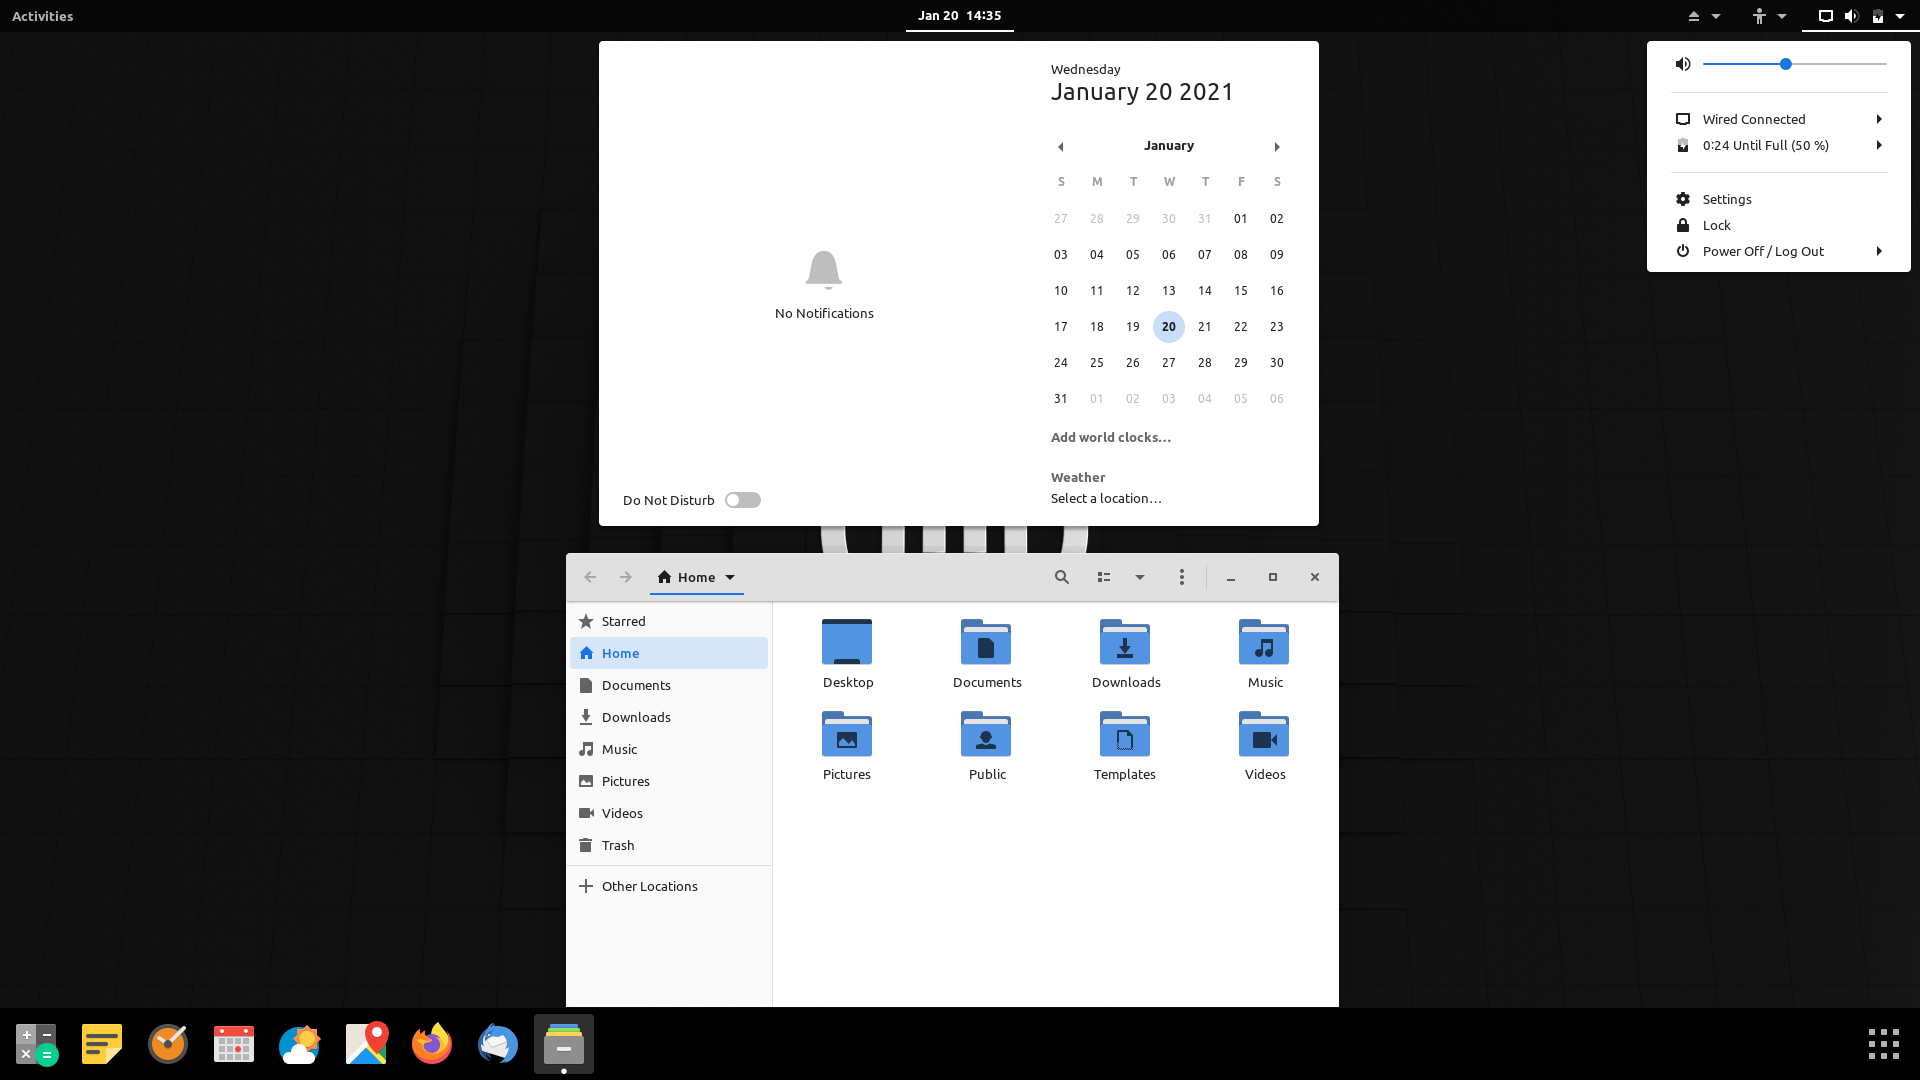 Activities
Jan 20 14:35
Wednesday
January 20 2021
January
S M T W T F S
27 28 29 30 31 01 02
03 04 05 06 07 08 09
10 11 12 13 14 15 16
17 18 19 20 21 22 23
24 25 26 27 28 29 30
31 01 02 03 04 05 06
Add world clocks…
Weather
Select a location…
No Notifications
Do Not Disturb
Wired Connected
0:24 Until Full (50 %)
Settings
Lock
Power Off / Log Out
Home
Starred
Home
Documents
Downloads
Music
Pictures
Videos
Trash
Other Locations
Desktop Documents Downloads Music
Pictures Public Templates Videos